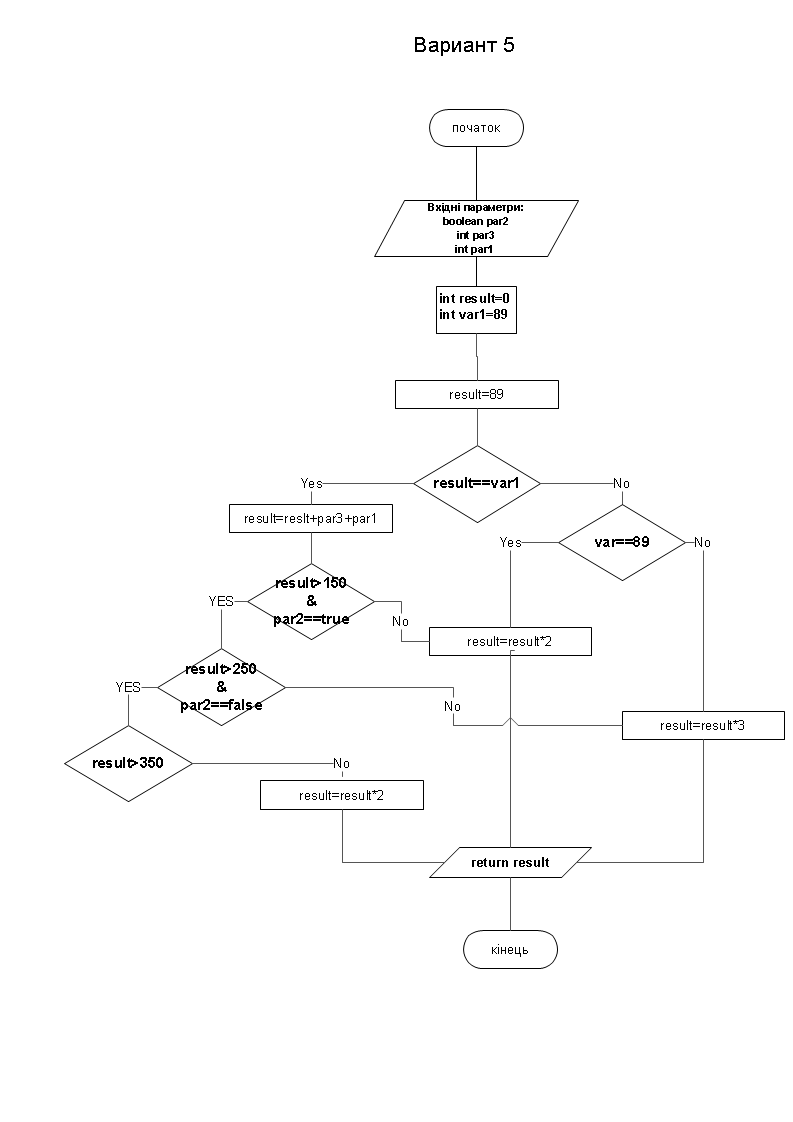 Вариант 5
початок
Вхідні параметри:
boolean par2
int par3
int par1
int result=0
int var1=89
result=89
result==var1
Yes
No
result=reslt+par3+par1
var==89
Yes
No
result>150
&
par2==true
YES
No
result=result*2
result>250
&
par2==false
YES
No
result=result*3
result>350
No
result=result*2
return result
кінець